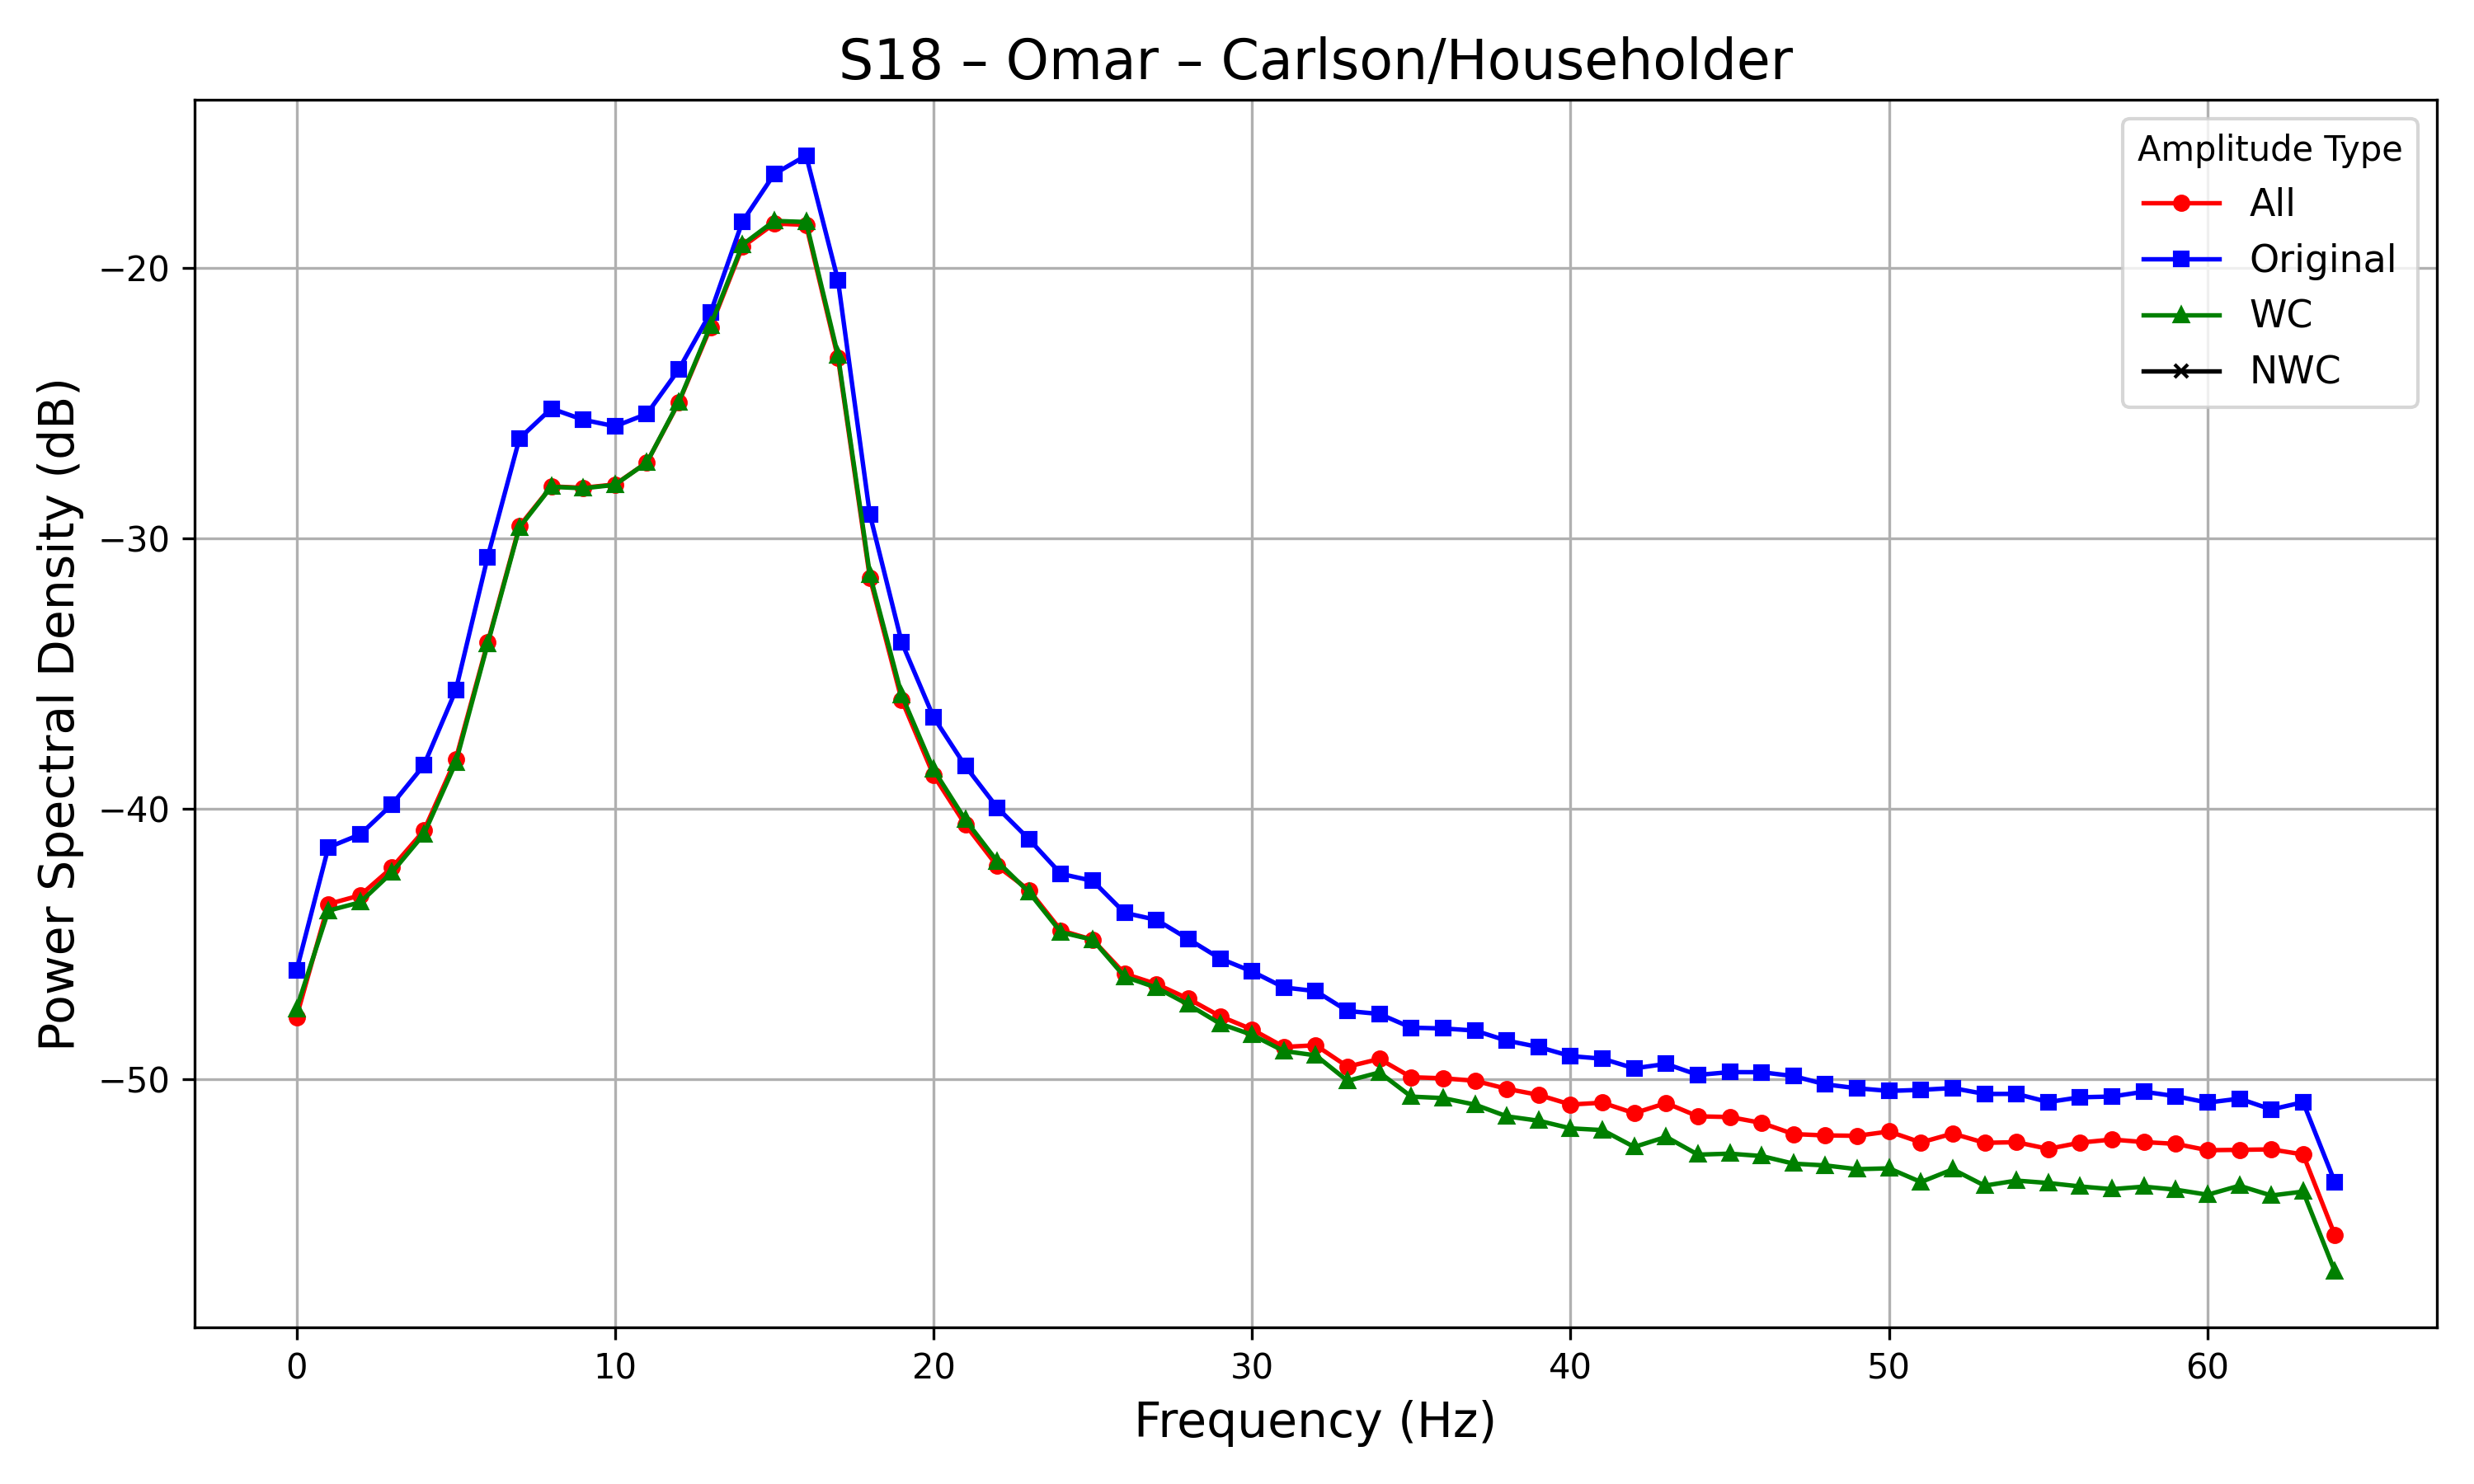 S18 – Omar – Carlson/Householder
Amplitude Type
All
Original
WC
NWC
Power Spectral Density (dB)
−20
−30
−40
−50
0 10 20 30 40 50 60
Frequency (Hz)